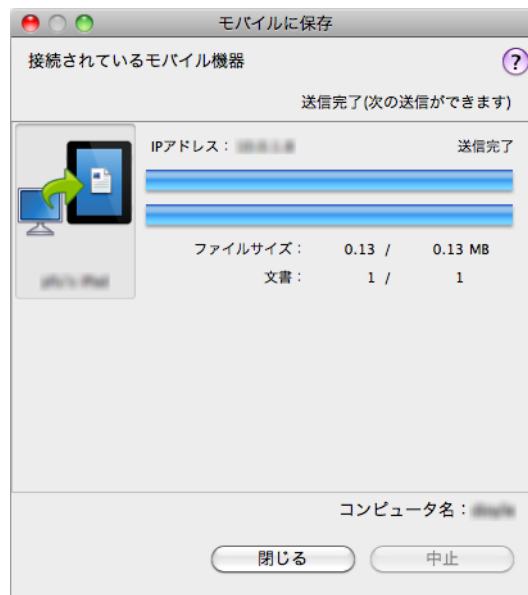 モバイルに保存
接続されているモバイル機器
?
送信完了(次の送信ができます)
IPアドレス： 送信完了
ファイルサイズ： 0.13 / 0.13 MB
文書： 1 / 1
コンピュータ名：
閉じる 中止